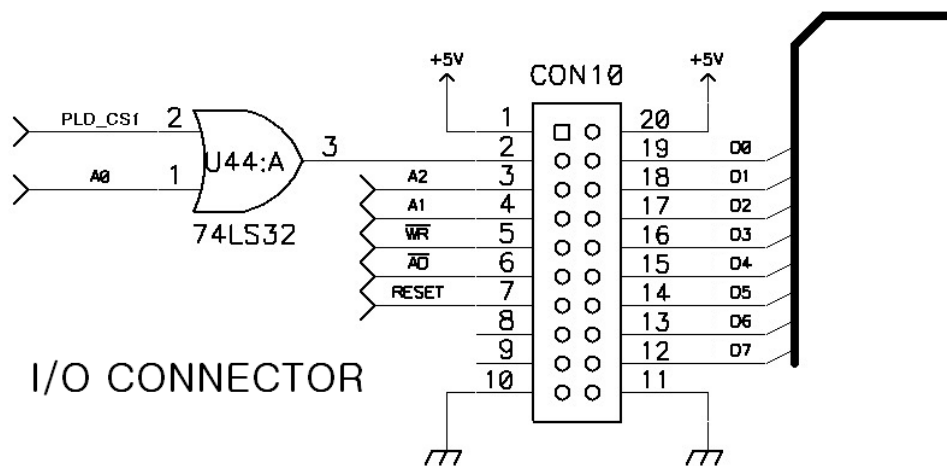 +5V +5V
CON10
PLD_CS1 2 1 20
3 2 19 D0
U44:A
A0 1 A2 3 18 D1
A1 4 17 D2
74LS32 WR 5 16 D3
AD 6 15 D4
RESET 7 14 D5
8 13 D6
9 12 D7
I/O CONNECTOR 10 11